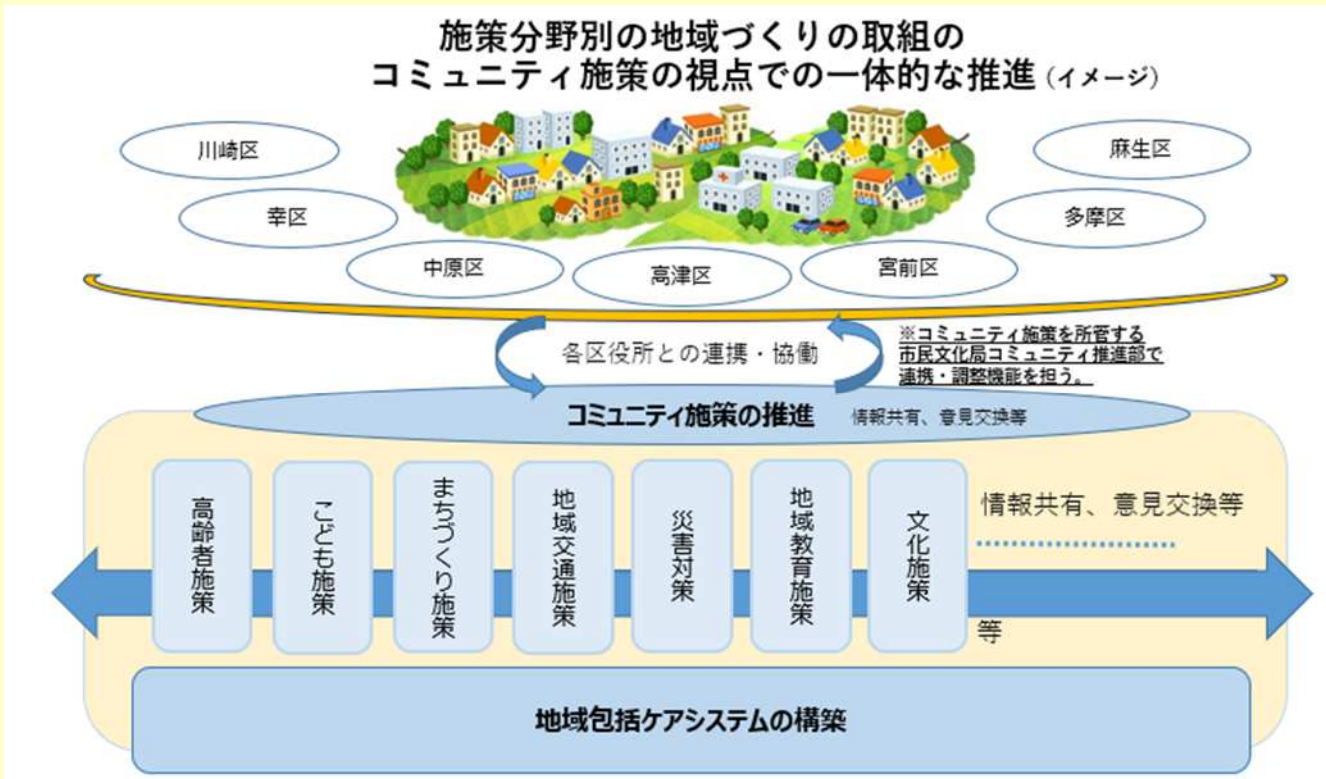 施策分野別の地域づくりの取組の
コミュニティ施策の視点での一体的な推進（イメージ）
川崎区
麻生区
幸区
多摩区
中原区
高津区
宮前区
各区役所との連携・協働
※コミュニティ施策を所管する
市民文化局コミュニティ推進部で
連携・調整機能を担う。
コミュニティ施策の推進 情報共有、意見交換等
高齢者施策
こども施策
まちづくり施策
地域交通施策
災害対策
地域教育施策
文化施策
情報共有、意見交換等
等
地域包括ケアシステムの構築